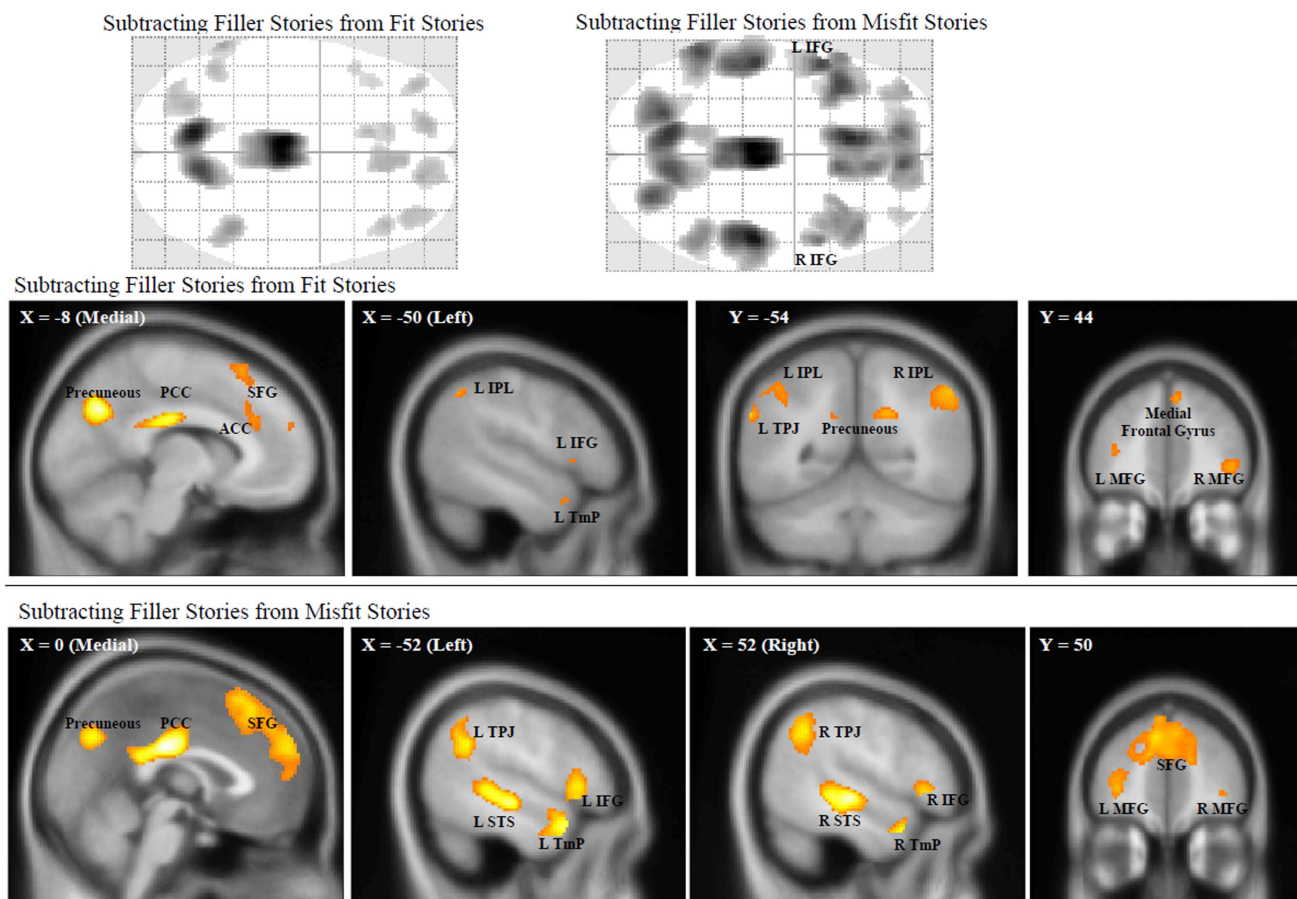 Subtracting Filler Stories from Fit Stories
Subtracting Filler Stories from Misfit Stories
L IFG
R IFG
Subtracting Filler Stories from Fit Stories
X = -8 (Medial)
Precuneous
PCC
SFG
ACC
X = -50 (Left)
L IPL
L IFG
L TmP
Y = -54
L IPL
R IPL
L TPJ
Precuneous
Y = 44
Medial
Frontal Gyrus
L MFG
R MFG
Subtracting Filler Stories from Misfit Stories
X = 0 (Medial)
Precuneous
PCC
SFG
X = -52 (Left)
L TPJ
L IFG
L STS
L TmP
X = 52 (Right)
R TPJ
R IFG
R STS
R TmP
Y = 50
SFG
L MFG
R MFG